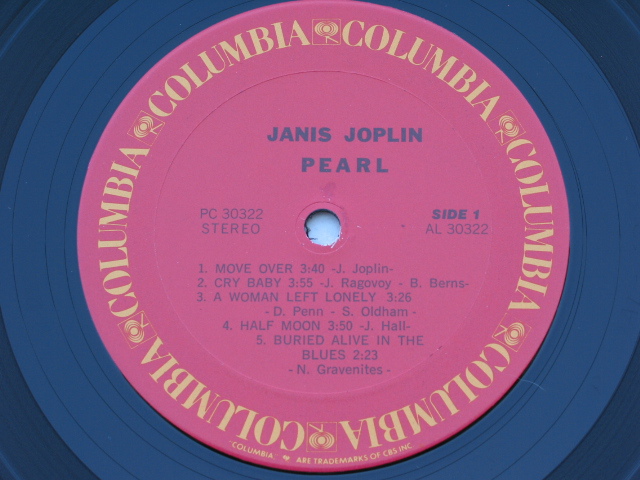 COLUMBIA COLUMBIA COLUMBIA COLUMBIA COLUMBIA COLUMBIA
JANIS JOPLIN
PEARL
PC 30322 SIDE 1
STEREO AL 30322
1. MOVE OVER 3:40 -J. Joplin-
2. CRY BABY 3:55 -J. Ragovoy - B. Berns-
3. A WOMAN LEFT LONELY 3:26
- D. Penn - S. Oldham -
4. HALF MOON 3:50 -J. Hall-
5. BURIED ALIVE IN THE
BLUES 2:23
- N. Gravenites -
"COLUMBIA," ARE TRADEMARKS OF CBS INC.